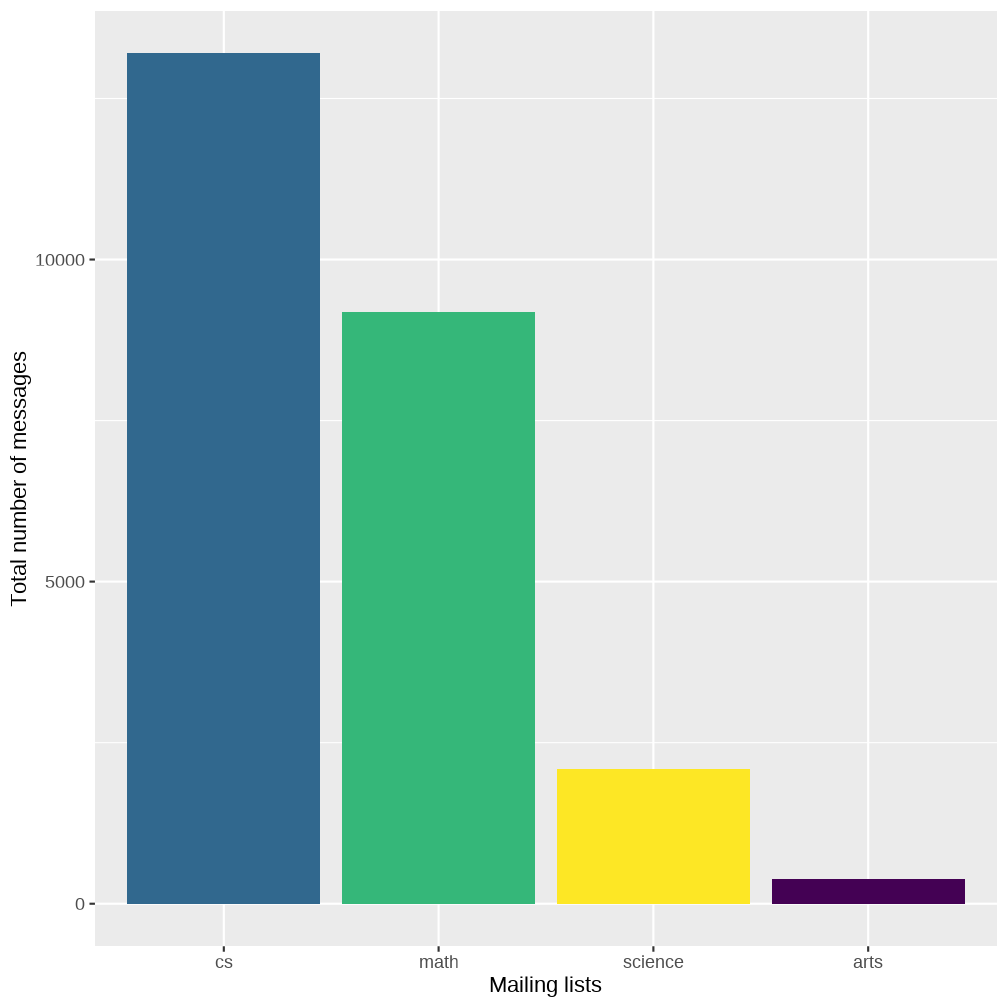 Total number of messages
10000
5000
0
cs math science arts
Mailing lists